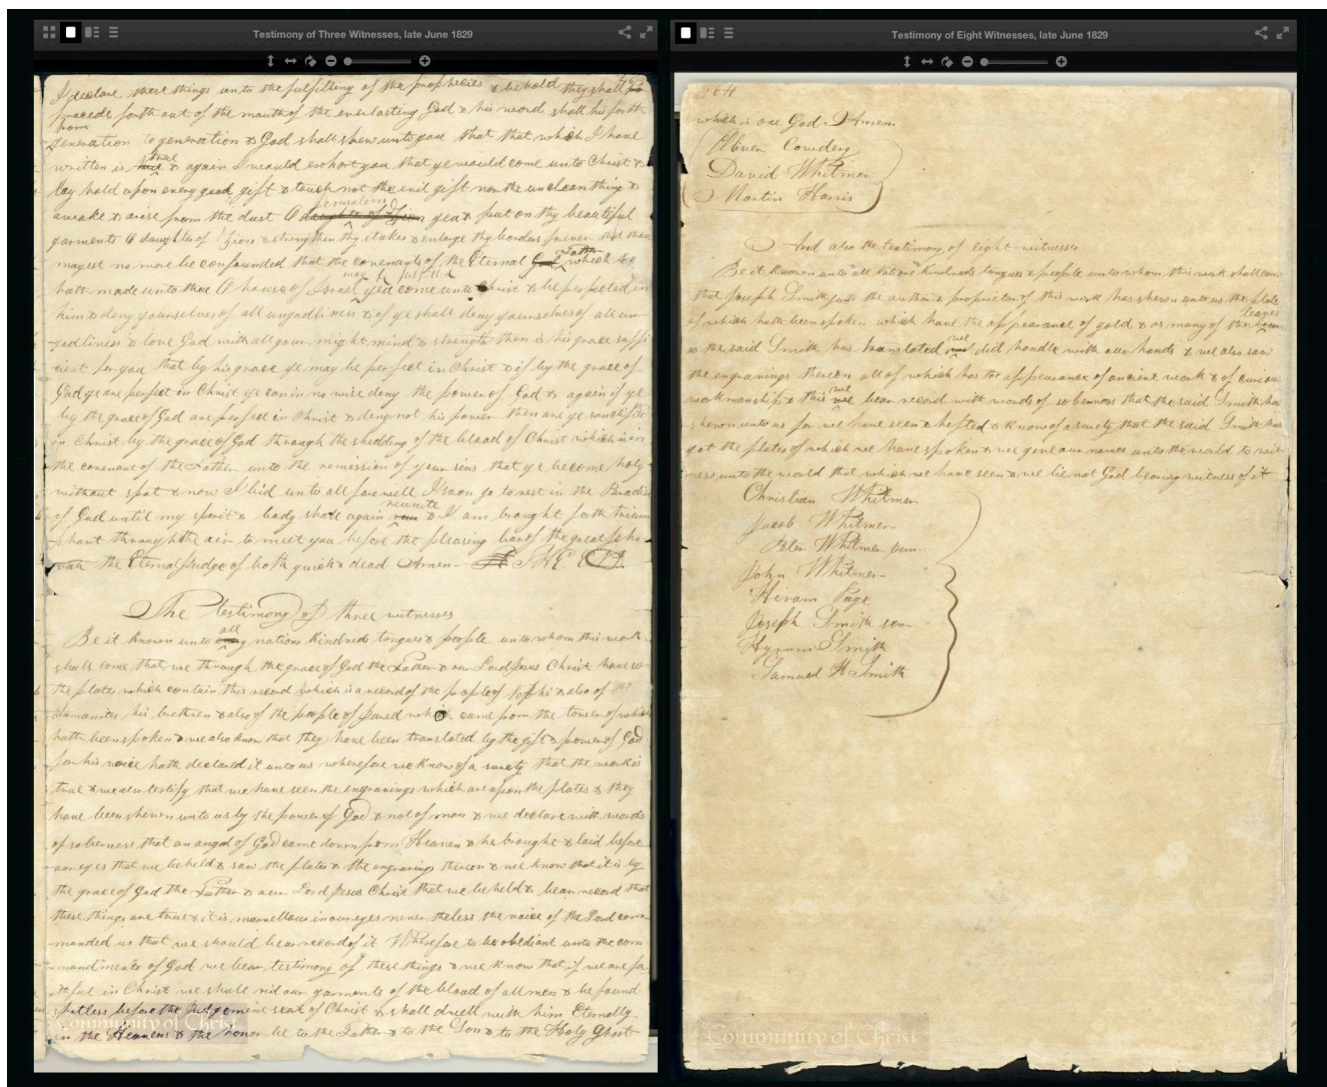 Testimony of Three Witnesses, late June 1829
463
I declare these things unto the fulfilling of the prophecies & behold they shall
procede forth out of the mouth of the everlasting God & his word shall his forth
from
generation to generation & God shall shew unto you that that which I have
true
written is & again I would exhort you that ye would come unto Christ &
lay hold upon every good gift & touch not the evil gift nor the unclean thing &
Jerusalem
awake & arise from the dust O daughter of Zion yea & put on thy beautiful
garments O daughter of Zion & strengthen thy stakes & enlarge thy borders forever that thou
Father
mayest no more be confounded that the covenants of the Eternal God which he
may be fulfilled
hath made unto thee O house of Israel yea come unto Christ & be perfected in
him & deny yourselves of all ungodliness & if ye shall deny yourselves of all un-
godliness & love God with all your might mind & strength then is his grace suffi
cient for you that by his grace ye may be perfect in Christ & if by the grace of
God ye are perfect in Christ ye can in no wise deny the power of God & again if ye
by the grace of God are perfect in Christ & deny not his power then are ye sanctified
in Christ by the grace of God through the shedding of the blood of Christ which is in
the covenant of the Father unto the remission of your sins that ye become holy
without spot & now I bid unto all farewell I soon go to rest in the Paradis
reunite
of God until my spirit & body shall again & I am brought forth trium
phant through the air to meet you before the pleasing bar of the great Jeho
vah the Eternal Judge of both quick & dead Amen-
The testimony of three witnesses
all
Be it known unto nations kindreds tongues & people unto whom this work
shall come that we through the grace of God the Father & our Lord Jesus Christ have se
the plates which contain this record which is a record of the people of Nephi & also of
Lamanites his brethren & also of the people of Jared which came from the tower of which
hath been spoken & we also know that they have been translated by the gift & power of God
for his voice hath declared it unto us wherefore we know of a surety that the work is
true & we also testify that we have seen the engravings which are upon the plates & they
have been shewn unto us by the power of God & not of man & we declare with words
of soberness that an angel of God came down from Heaven & he brought & laid before
our eyes that we beheld & saw the plates & the engravings thereon & we know that it is by
the grace of God the Father & our Lord Jesus Christ that we beheld & bear record that
these things are true & it is marvellous in our eyes nevertheless the voice of the Lord com-
manded us that we should bear record of it Wherefore to be obedient unto the com
mandments of God we bear testimony of these things & we know that if we are fa
ithful in Christ we shall rid our garments of the blood of all men & be found
spotless before the judgement seat of Christ & shall dwell with him Eternally
in the Heavens & the honor be to the Father & to the Son & to the Holy Ghost
Community of Christ
Testimony of Eight Witnesses, late June 1829
464
which is one God. Amen.
Oliver Cowdery
David Whitmer
Martin Harris
And also the testimony of eight witnesses
Be it known unto all nations kindreds tongues & people unto whom this work shall com
that Joseph Smith jun the author & proprietor of this work has shewn unto us the plate
leaves
of which hath been spoken which have the appearance of gold & as many of the
we
as the said Smith has translated did handle with our hands & we also saw
the engravings thereon all of which has the appearance of ancient work & of curious
we
workmanship & this we bear record with words of soberness that the said Smith has
shewn unto us for we have seen & hefted & know of a surety that the said Smith has
got the plates of which we have spoken & we give our names unto the world to wit
ness unto the world that which we have seen & we lie not God bearing witness of it
Christian Whitmer
Jacob Whitmer
Peter Whitmer jun
John Whitmer
Hiram Page
Joseph Smith sen
Hyrum Smith
Samuel H Smith
Community of Christ